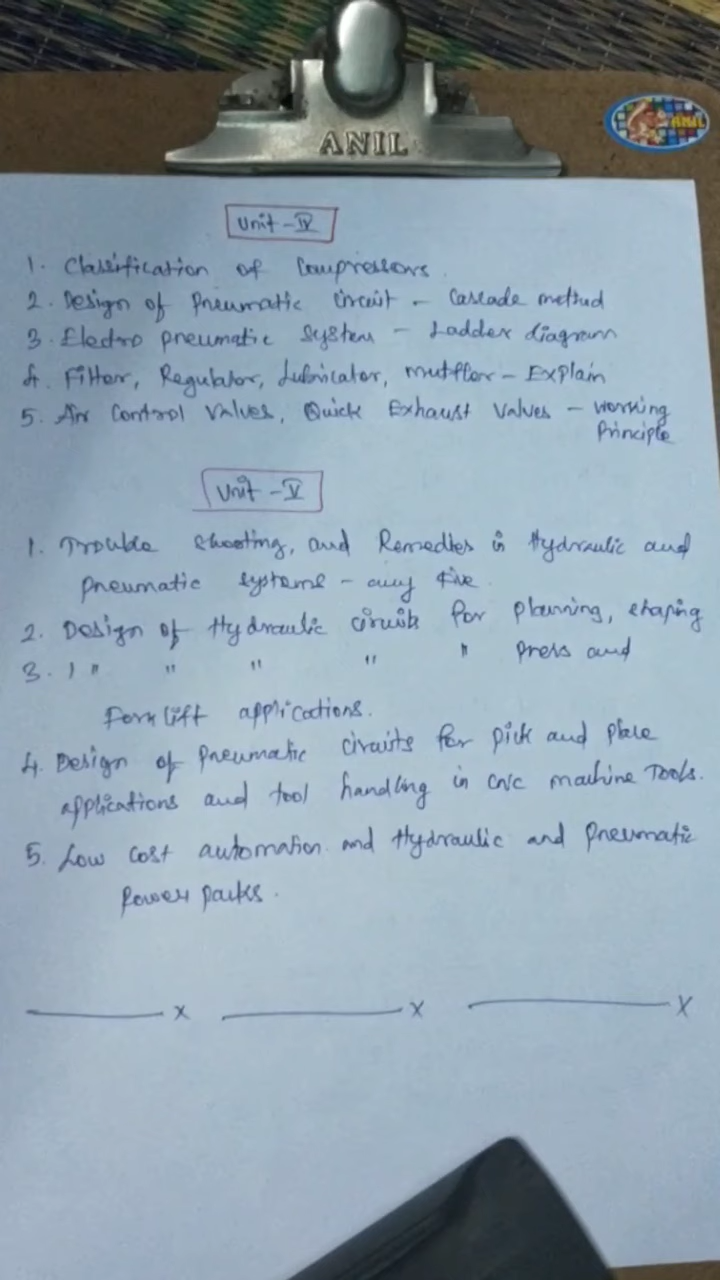 ANIL
ANIL
Unit - IV
1. Classification of Compressors
2. Design of Pneumatic Circuit - Cascade method
3. Electro pneumatic System - Ladder diagram
4. Filter, Regulator, Lubricator, Muffler - Explain
5. Air Control Valves, Quick Exhaust Valves - Working
Principle
Unit - V
1. Trouble shooting, and Remedies in Hydraulic and
Pneumatic systems - any five
2. Design of Hydraulic circuits for planning, shaping
3. 1 " " " " " press and
Fork lift applications.
4. Design of Pneumatic circuits for pick and place
applications and tool handling in CNC machine Tools.
5. Low cost automation and Hydraulic and Pneumatic
Power packs.
x x x